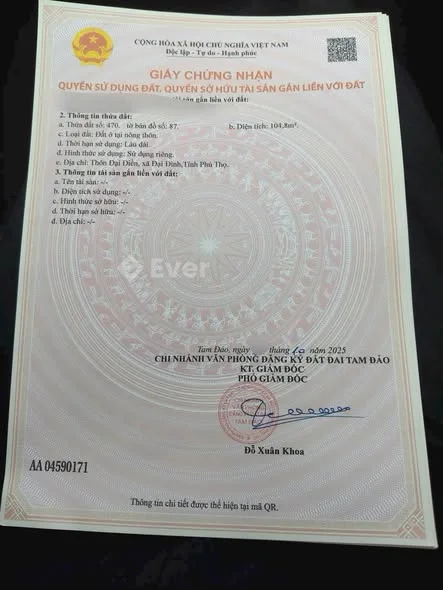 CỘNG HÒA XÃ HỘI CHỦ NGHĨA VIỆT NAM
Độc lập - Tự do - Hạnh phúc
GIẤY CHỨNG NHẬN
QUYỀN SỬ DỤNG ĐẤT, QUYỀN SỞ HỮU TÀI SẢN GẮN LIỀN VỚI ĐẤT
tài sản gắn liền với đất:
2. Thông tin thửa đất:
a. Thửa đất số: 470. tờ bản đồ số: 87. b. Diện tích: 104,8m².
c. Loại đất: Đất ở tại nông thôn.
d. Thời hạn sử dụng: Lâu dài.
đ. Hình thức sử dụng: Sử dụng riêng.
e. Địa chỉ: Thôn Đại Điền, xã Đại Đình, Tỉnh Phú Thọ.
3. Thông tin tài sản gắn liền với đất:
a. Tên tài sản: -/-
b. Diện tích sử dụng: -/-
c. Hình thức sở hữu: -/-
d. Thời hạn sở hữu: -/-
đ. Địa chỉ: -/-
Ever
Tam Đảo, ngày tháng 10 năm 2025
CHI NHÁNH VĂN PHÒNG ĐĂNG KÝ ĐẤT ĐAI TAM ĐẢO
KT. GIÁM ĐỐC
PHÓ GIÁM ĐỐC
Đỗ Xuân Khoa
AA 04590171
Thông tin chi tiết được thể hiện tại mã QR.